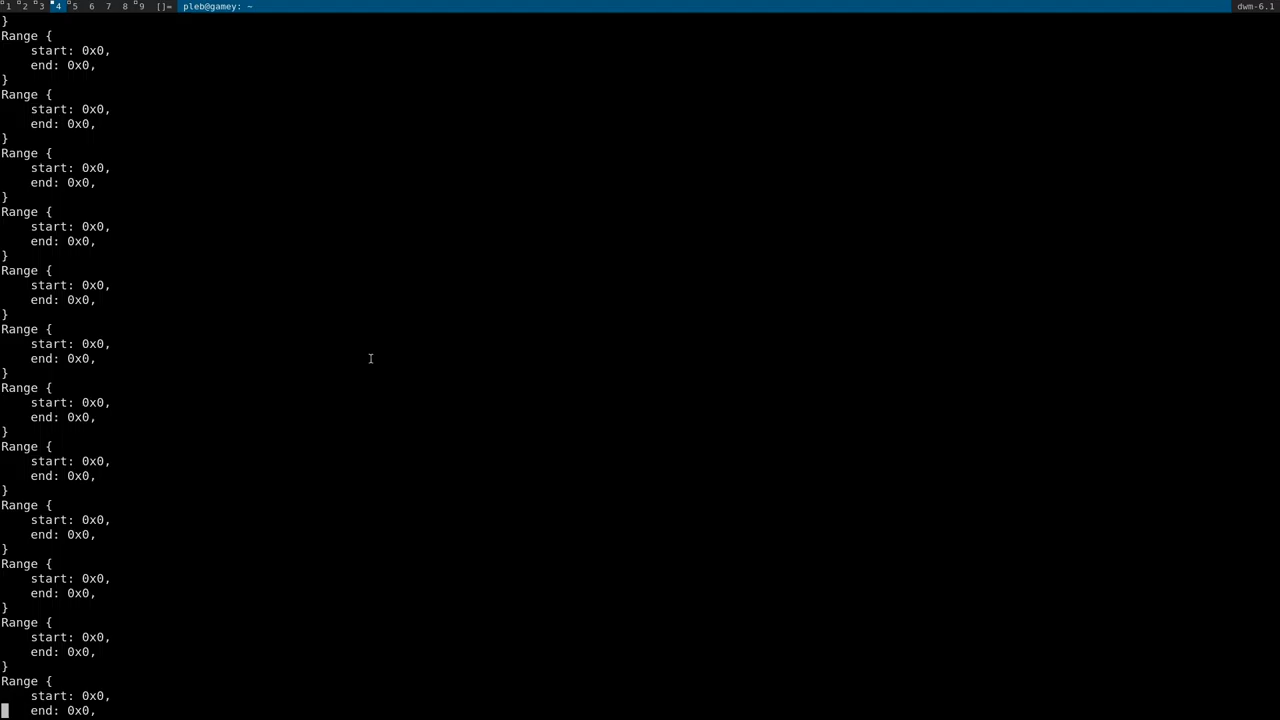 1 2 3 4 5 6 7 8 9 []= pleb@gamey: ~ dwm-6.1
}
Range {
    start: 0x0,
    end: 0x0,
}
Range {
    start: 0x0,
    end: 0x0,
}
Range {
    start: 0x0,
    end: 0x0,
}
Range {
    start: 0x0,
    end: 0x0,
}
Range {
    start: 0x0,
    end: 0x0,
}
Range {
    start: 0x0,
    end: 0x0,
}
Range {
    start: 0x0,
    end: 0x0,
}
Range {
    start: 0x0,
    end: 0x0,
}
Range {
    start: 0x0,
    end: 0x0,
}
Range {
    start: 0x0,
    end: 0x0,
}
Range {
    start: 0x0,
    end: 0x0,
}
Range {
    start: 0x0,
    end: 0x0,